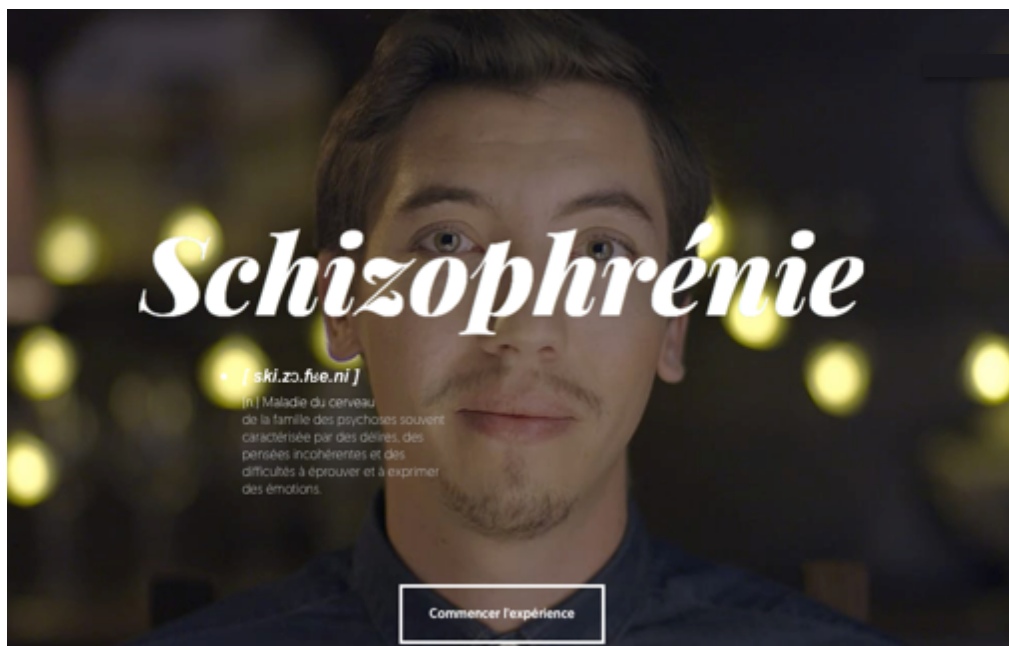 Schizophrénie
[ ski.zɔ.fʁe.ni ]
[n.] Maladie du cerveau
de la famille des psychoses souvent
caractérisée par des délires, des
pensées incohérentes et des
difficultés à éprouver et à exprimer
des émotions.
Commencer l'expérience